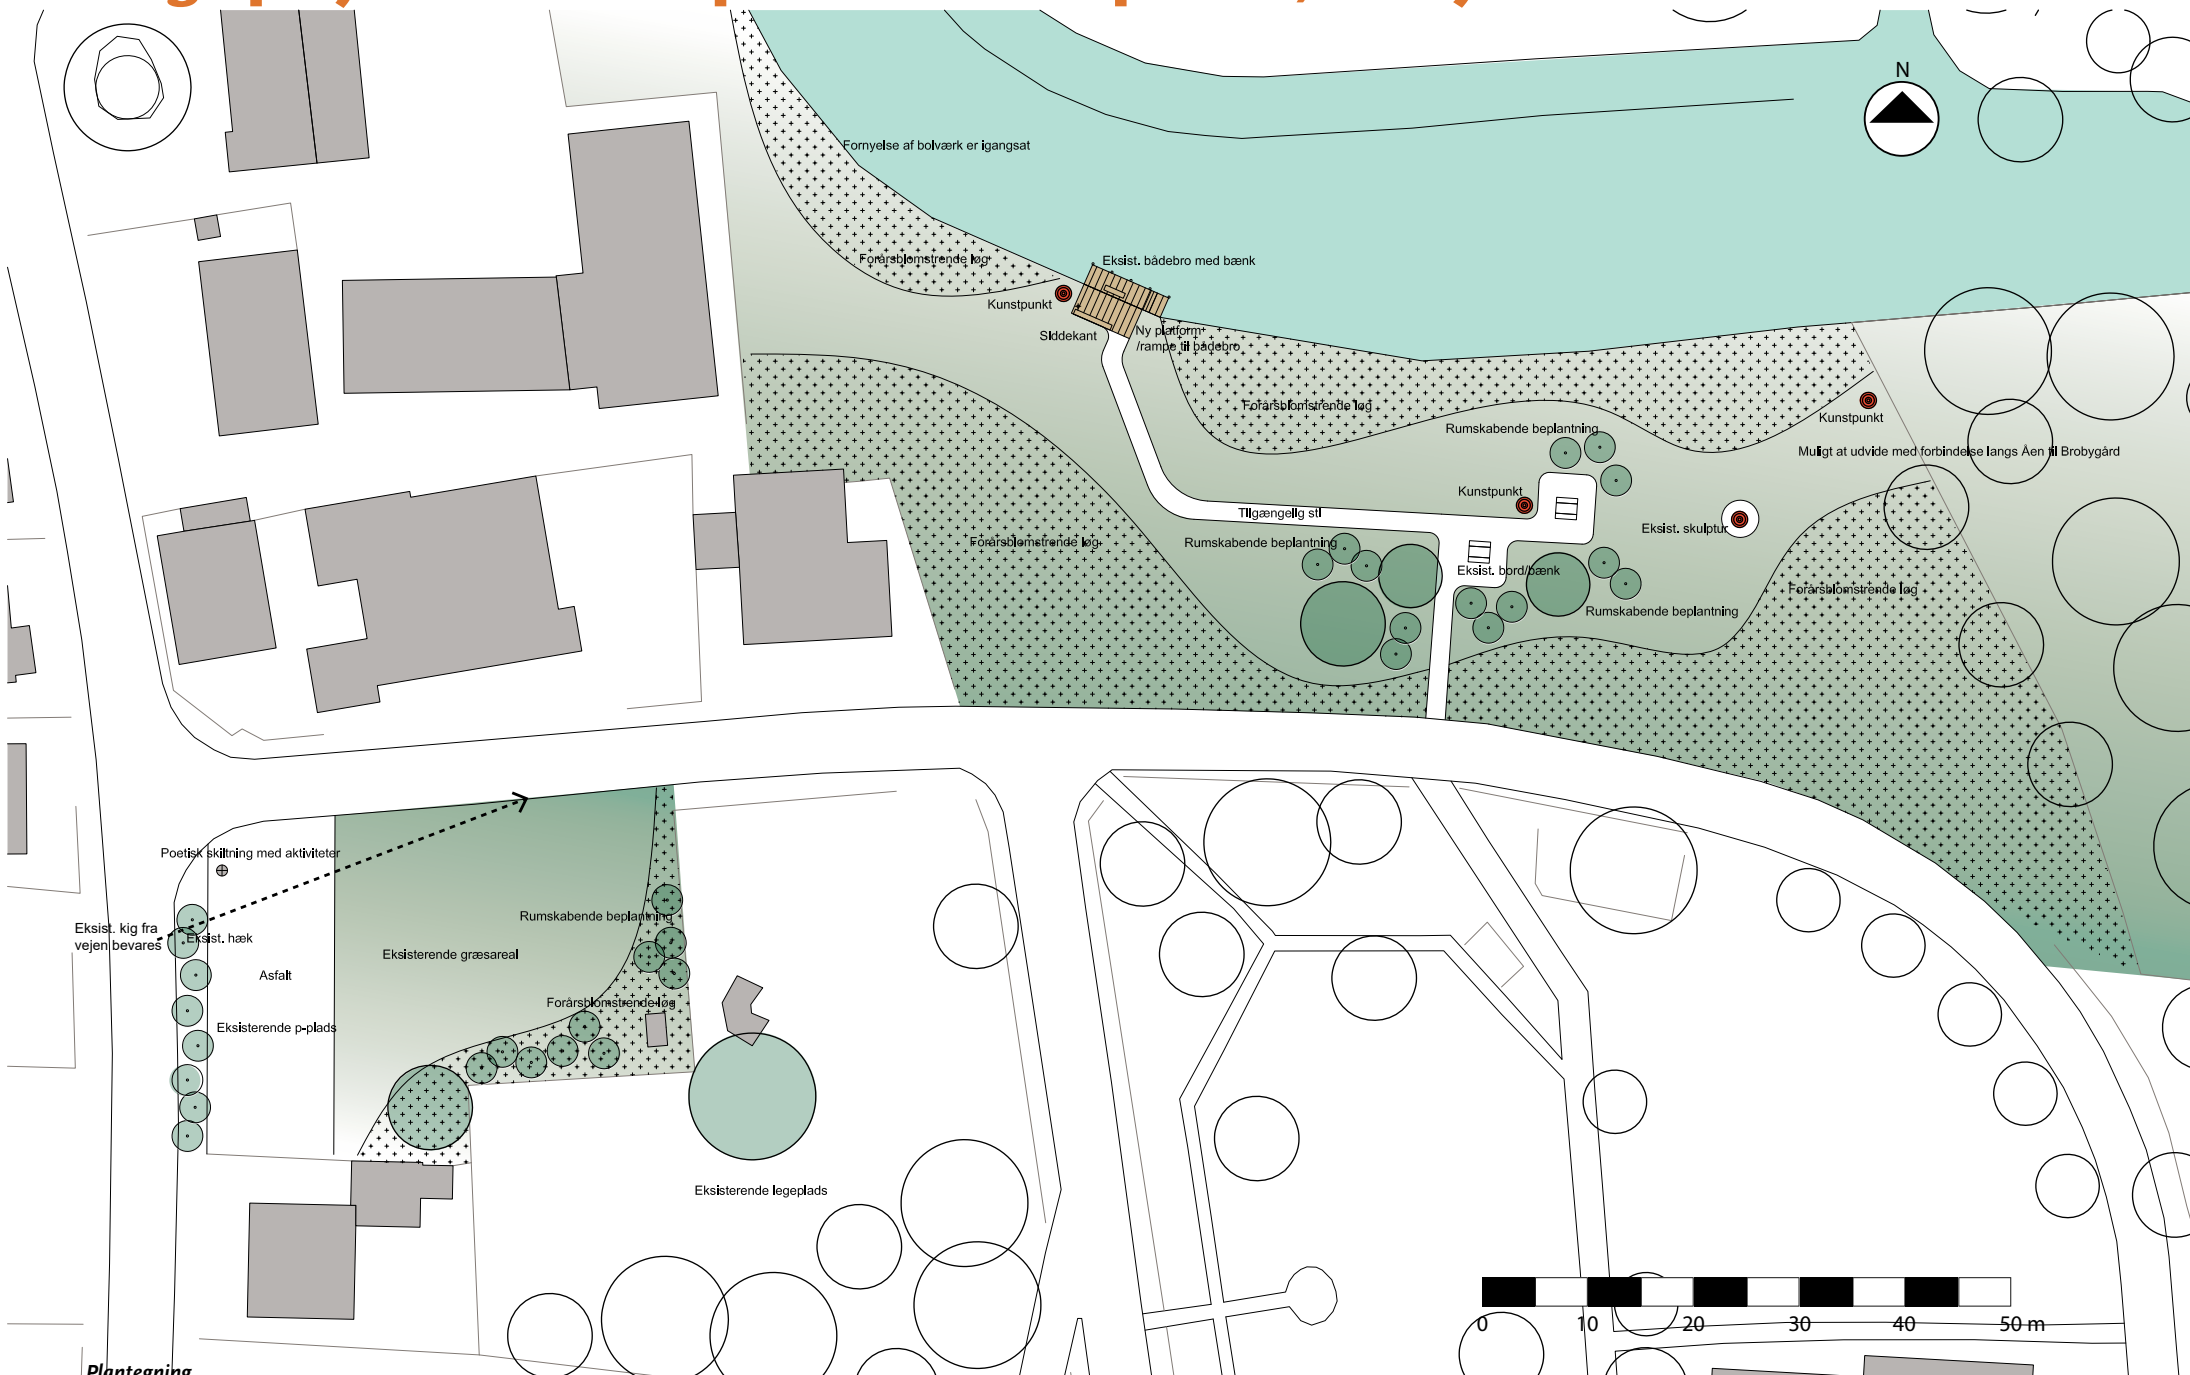 N
Fornyelse af bolværk er igangsat
Forårsblomstrende løg
Eksist. bådebro med bænk
Kunstpunkt
Siddekant
Ny platform
/rampe til bådebro
Forårsblomstrende løg
Kunstpunkt
Rumskabende beplantning
Muligt at udvide med forbindelse langs Åen til Brobygård
Kunstpunkt
Tilgængelig sti
Eksist. skulptur
Forårsblomstrende løg
Rumskabende beplantning
Eksist. bord/bænk
Forårsblomstrende løg
Rumskabende beplantning
Poetisk skiltning med aktiviteter
Rumskabende beplantning
Eksist. kig fra
vejen bevares
Eksist. hæk
Eksisterende græsareal
Asfalt
Forårsblomstrende løg
Eksisterende p-plads
Eksisterende legeplads
0 10 20 30 40 50 m
Plantegning